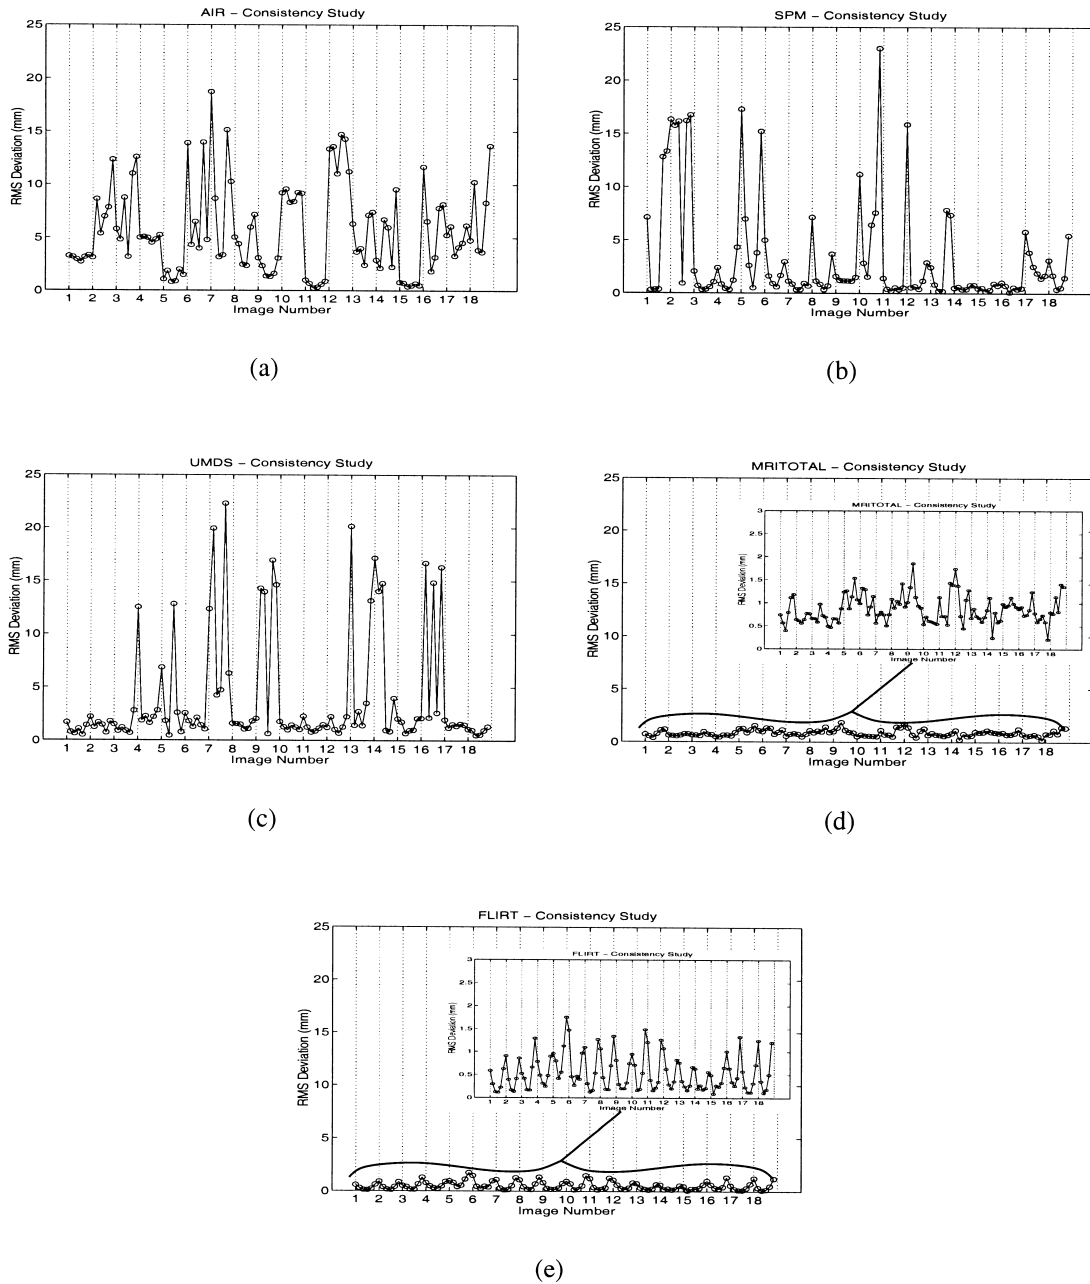 AIR – Consistency Study
RMS Deviation (mm)
25
20
15
10
5
0
1 2 3 4 5 6 7 8 9 10 11 12 13 14 15 16 17 18
Image Number
(a)
SPM – Consistency Study
RMS Deviation (mm)
25
20
15
10
5
0
1 2 3 4 5 6 7 8 9 10 11 12 13 14 15 16 17 18
Image Number
(b)
UMDS – Consistency Study
RMS Deviation (mm)
25
20
15
10
5
0
1 2 3 4 5 6 7 8 9 10 11 12 13 14 15 16 17 18
Image Number
(c)
MRITOTAL – Consistency Study
RMS Deviation (mm)
25
20
15
10
5
0
1 2 3 4 5 6 7 8 9 10 11 12 13 14 15 16 17 18
Image Number
MRITOTAL – Consistency Study
RMS Deviation (mm)
3
2.5
2
1.5
1
0.5
0
1 2 3 4 5 6 7 8 9 10 11 12 13 14 15 16 17 18
Image Number
(d)
FLIRT – Consistency Study
RMS Deviation (mm)
25
20
15
10
5
0
1 2 3 4 5 6 7 8 9 10 11 12 13 14 15 16 17 18
Image Number
FLIRT – Consistency Study
RMS Deviation (mm)
3
2.5
2
1.5
1
0.5
0
1 2 3 4 5 6 7 8 9 10 11 12 13 14 15 16 17 18
Image Number
(e)